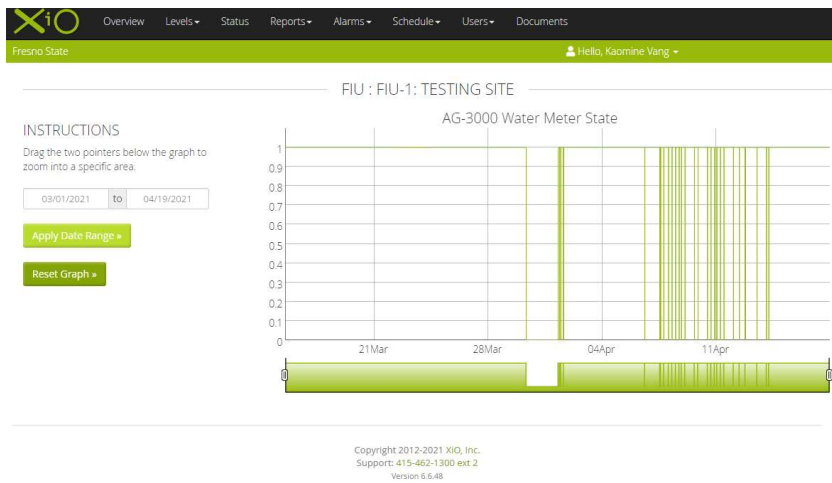 XiO Overview Levels Status Reports Alarms Schedule Users Documents
Fresno State Hello, Kaomine Vang
FIU : FIU-1: TESTING SITE
INSTRUCTIONS
Drag the two pointers below the graph to
zoom into a specific area.
03/01/2021 to 04/19/2021
Apply Date Range »
Reset Graph »
AG-3000 Water Meter State
1
0.9
0.8
0.7
0.6
0.5
0.4
0.3
0.2
0.1
0
21Mar 28Mar 04Apr 11Apr
Copyright 2012-2021 XiO, Inc.
Support: 415-462-1300 ext 2
Version 6.6.48